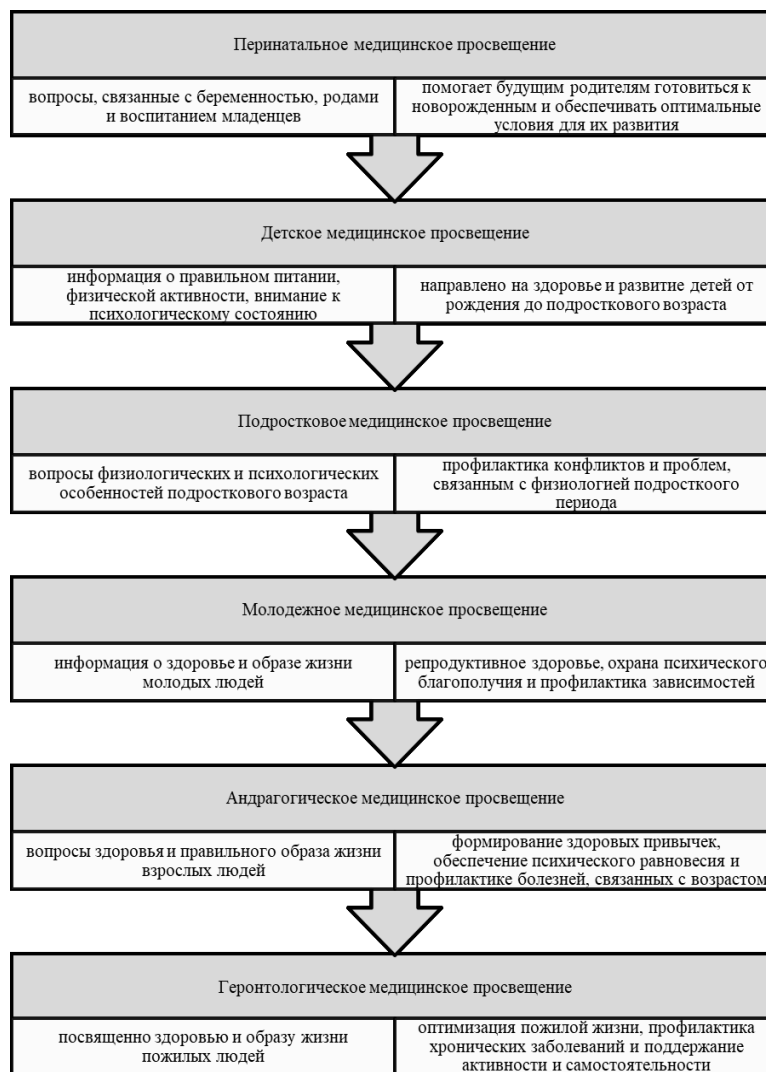 Перинатальное медицинское просвещение
вопросы, связанные с беременностью, родами
и воспитанием младенцев
помогает будущим родителям готовиться к
новорожденным и обеспечивать оптимальные
условия для их развития
Детское медицинское просвещение
информация о правильном питании,
физической активности, внимание к
психологическому состоянию
направлено на здоровье и развитие детей от
рождения до подросткового возраста
Подростковое медицинское просвещение
вопросы физиологических и психологических
особенностей подросткового возраста
профилактика конфликтов и проблем,
связанным с физиологией подросткоого
периода
Молодежное медицинское просвещение
информация о здоровье и образе жизни
молодых людей
репродуктивное здоровье, охрана психического
благополучия и профилактика зависимостей
Андрагогическое медицинское просвещение
вопросы здоровья и правильного образа жизни
взрослых людей
формирование здоровых привычек,
обеспечение психического равновесия и
профилактике болезней, связанных с возрастом
Геронтологическое медицинское просвещение
посвященно здоровью и образу жизни
пожилых людей
оптимизация пожилой жизни, профилактика
хронических заболеваний и поддержание
активности и самостоятельности